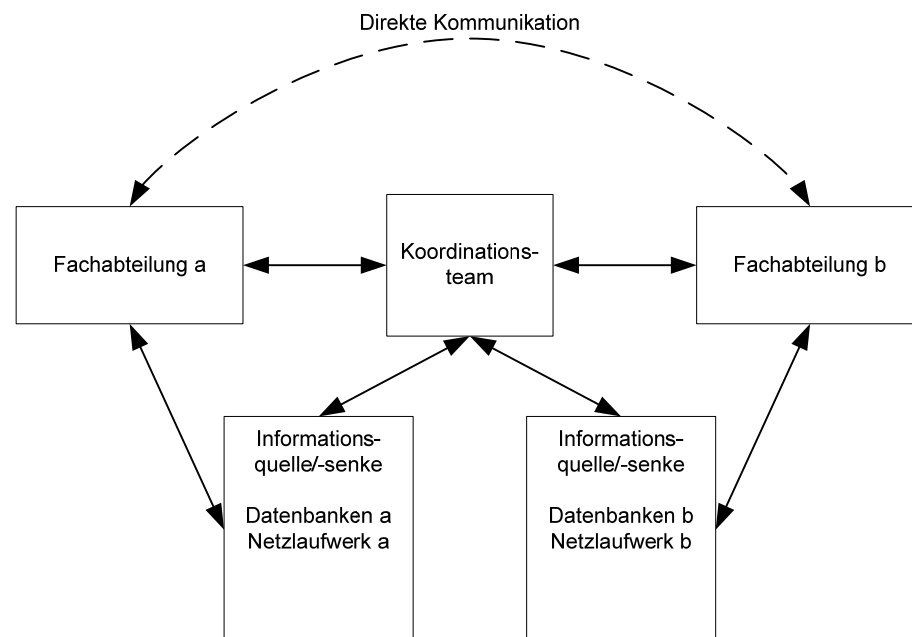 Direkte Kommunikation
Fachabteilung a
Koordinations-
team
Fachabteilung b
Informations-
quelle/-senke
Datenbanken a
Netzlaufwerk a
Informations-
quelle/-senke
Datenbanken b
Netzlaufwerk b